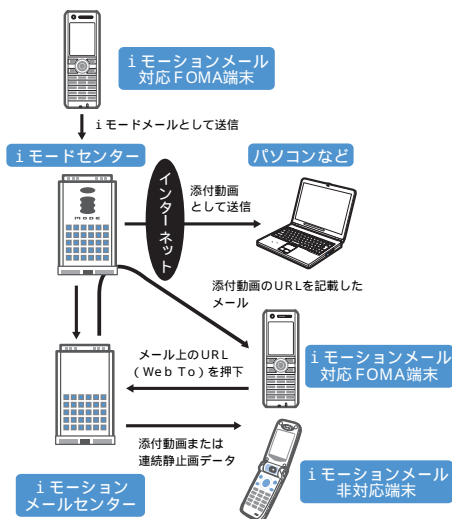 iモーションメール
対応FOMA端末
iモードメールとして送信
iモードセンター
パソコンなど
インターネット
添付動画
として送信
MODE
添付動画のURLを記載した
メール
メール上のURL
(Web To)を押下
iモーションメール
対応FOMA端末
添付動画または
連続静止画データ
iモーション
メールセンター
iモーションメール
非対応端末